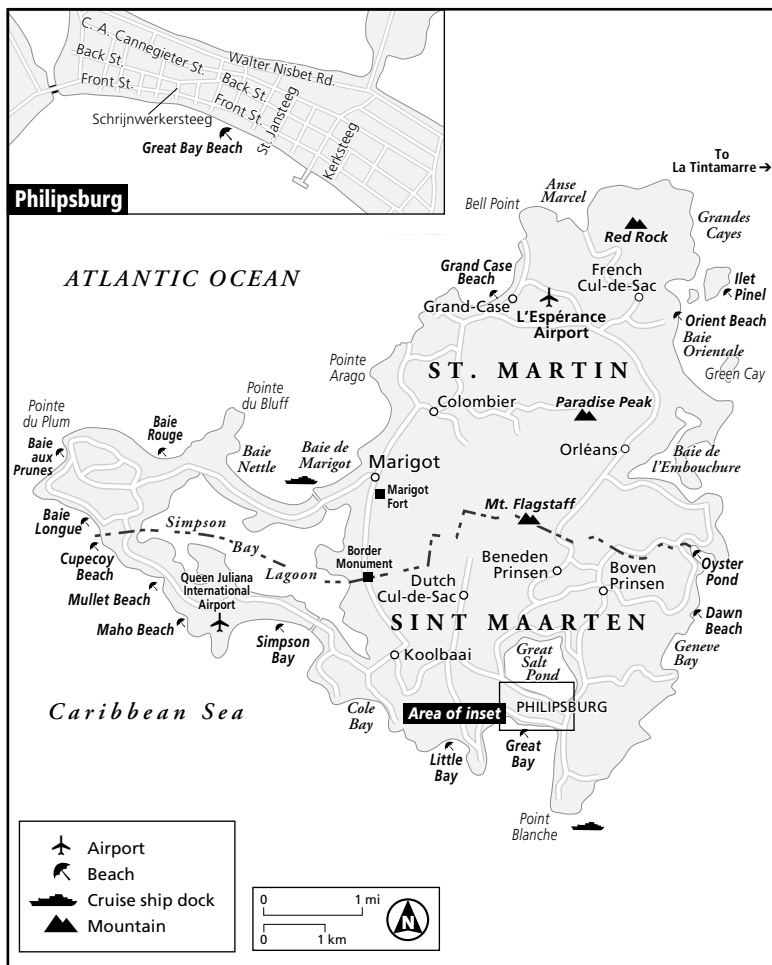 C. A. Cannegieter St.
Walter Nisbet Rd.
Back St.
Back St.
Front St.
Front St.
Schrijnwerkersteeg
St. Jansteeg
Kerksteeg
Great Bay Beach
Philipsburg
To
La Tintamarre
Anse
Marcel
Bell Point
Red Rock
Grandes
Cayes
ATLANTIC OCEAN
Grand Case
Beach
French
Cul-de-Sac
Ilet
Pinel
Grand-Case
L'Espérance
Airport
Orient Beach
Baie
Orientale
Pointe
Arago
ST. MARTIN
Green Cay
Pointe
du Bluff
Pointe
du Plum
Colombier
Paradise Peak
Baie
Rouge
Baie
aux
Prunes
Baie
Nettle
Baie de
Marigot
Marigot
Orléans
Baie de
l'Embouchure
Marigot
Fort
Mt. Flagstaff
Baie
Longue
Simpson
Bay
Lagoon
Cupecoy
Beach
Border
Monument
Beneden
Prinsen
Boven
Prinsen
Oyster
Pond
Queen Juliana
International
Airport
Dutch
Cul-de-Sac
Mullet Beach
Maho Beach
SINT MAARTEN
Dawn
Beach
Simpson
Bay
Koolbaai
Great
Salt
Pond
Geneve
Bay
Caribbean Sea
Cole
Bay
Area of inset
PHILIPSBURG
Little
Bay
Great
Bay
Point
Blanche
Airport
Beach
Cruise ship dock
Mountain
0 1 mi
0 1 km
N